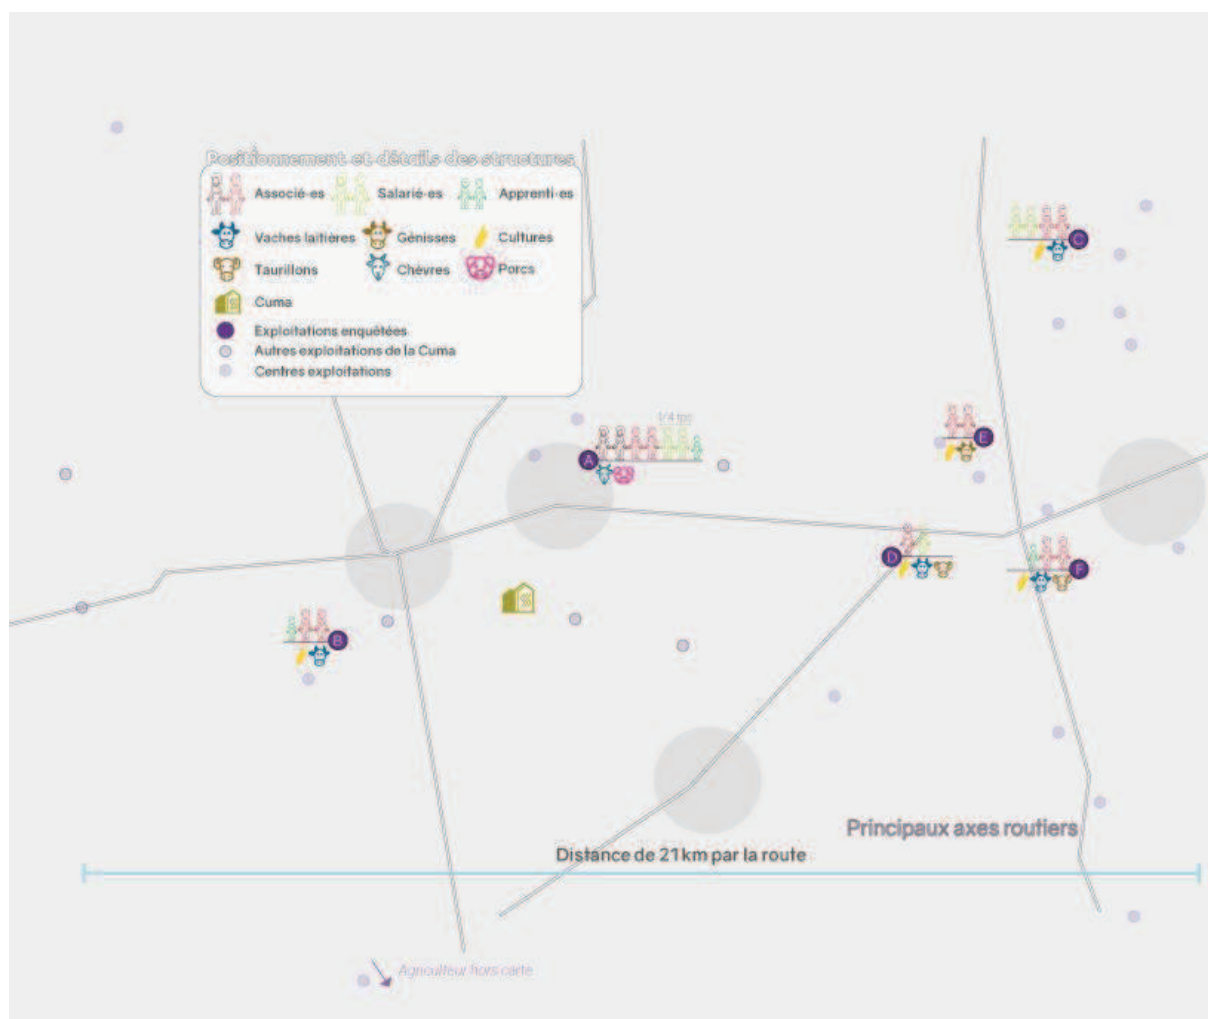 Positionnement et détails des structures
Associé·es
Salarié·es
Apprenti·es
Vaches laitières
Génisses
Cultures
Taurillons
Chèvres
Porcs
Cuma
Exploitations enquêtées
Autres exploitations de la Cuma
Centres exploitations
C
1/4 tps
E
A
D
F
B
Principaux axes routiers
Distance de 21 km par la route
Agriculteur hors carte